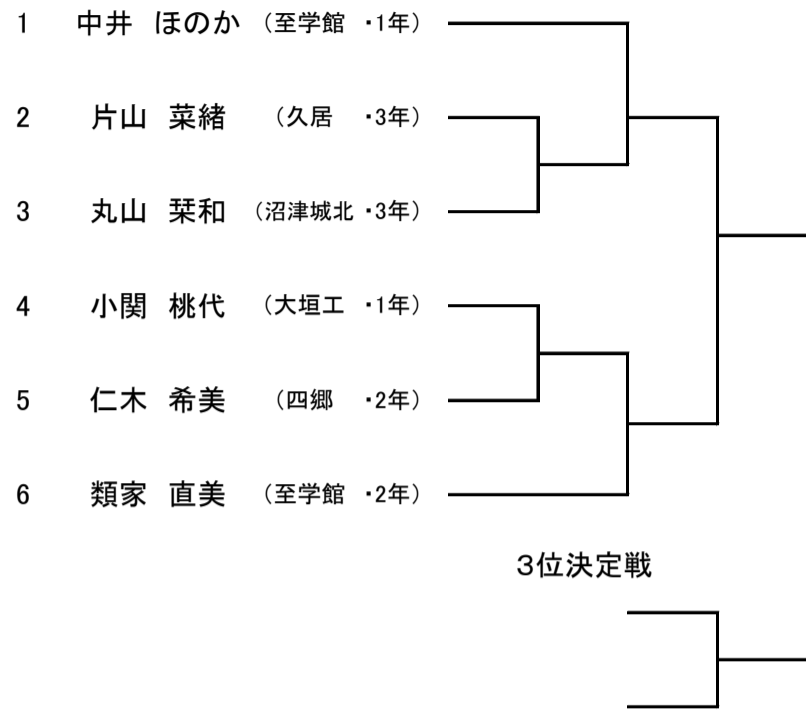 1 中井 ほのか （至学館 ・1年）
2 片山 菜緒 （久居 ・3年）
3 丸山 栞和 （沼津城北 ・3年）
4 小関 桃代 （大垣工 ・1年）
5 仁木 希美 （四郷 ・2年）
6 類家 直美 （至学館 ・2年）
３位決定戦